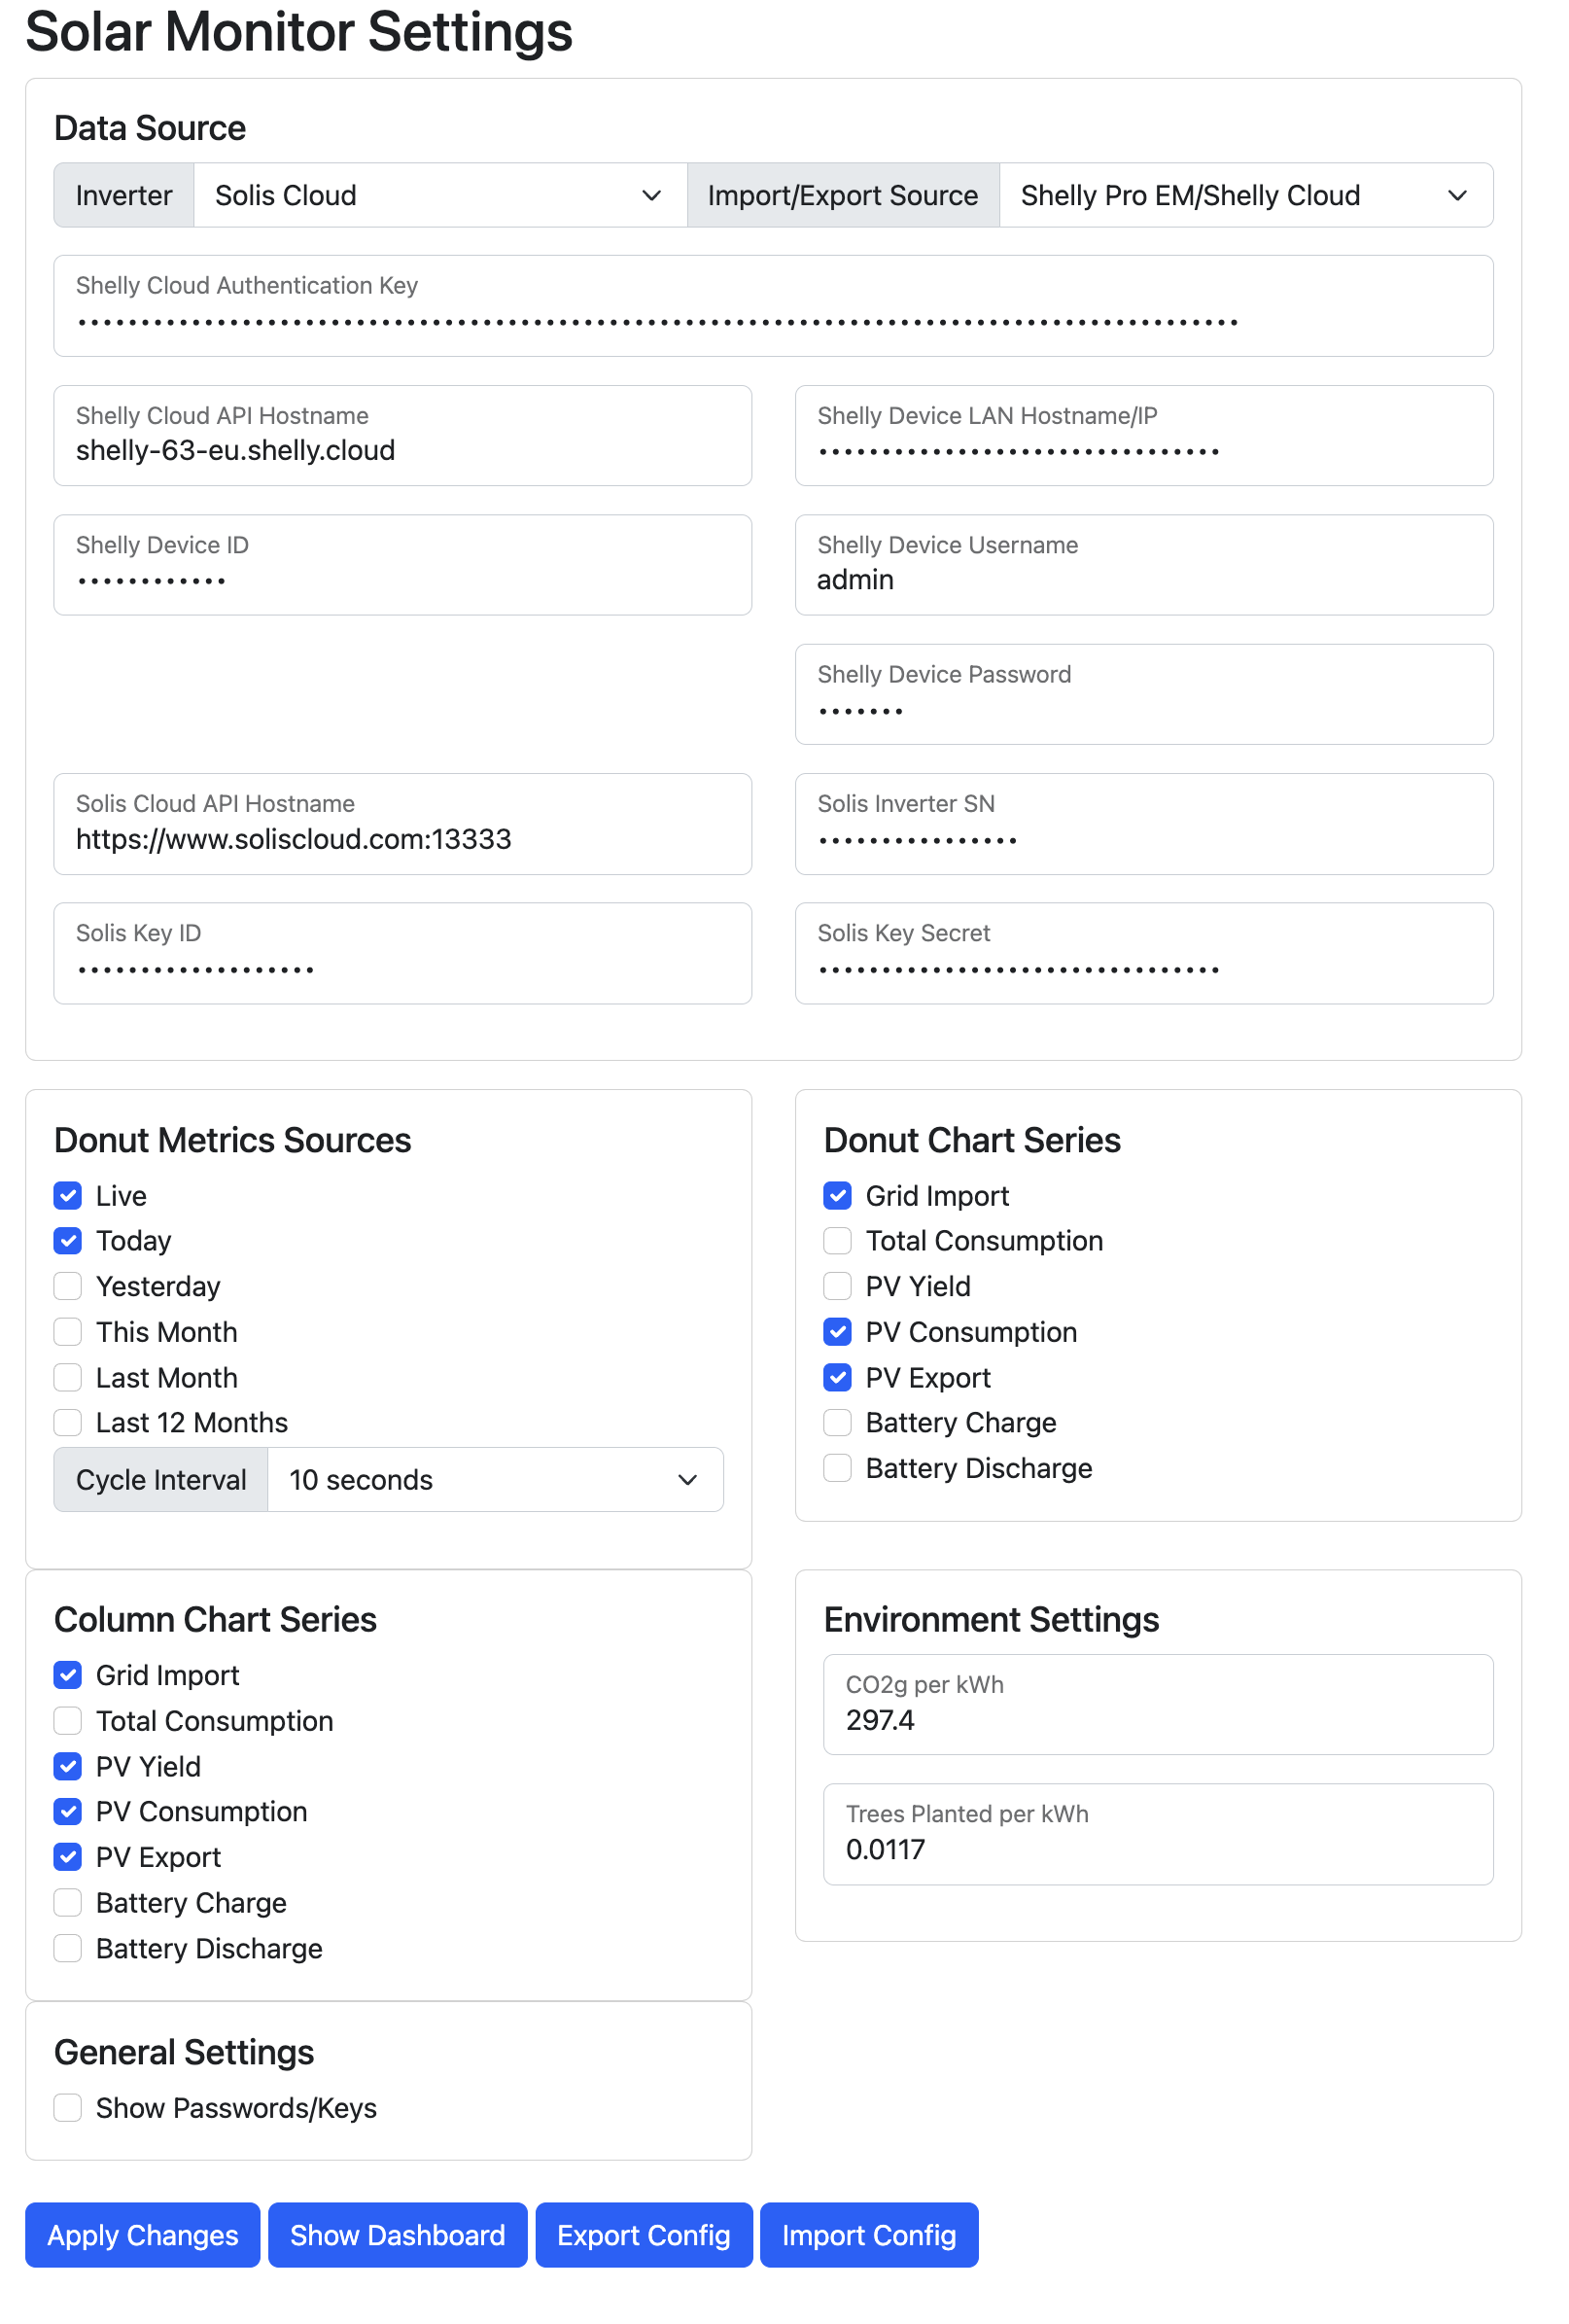 Solar Monitor Settings
Data Source
Inverter Solis Cloud Import/Export Source Shelly Pro EM/Shelly Cloud
Shelly Cloud Authentication Key
Shelly Cloud API Hostname
shelly-63-eu.shelly.cloud
Shelly Device LAN Hostname/IP
Shelly Device ID
Shelly Device Username
admin
Shelly Device Password
Solis Cloud API Hostname
https://www.soliscloud.com:13333
Solis Inverter SN
Solis Key ID
Solis Key Secret
Donut Metrics Sources
Live
Today
Yesterday
This Month
Last Month
Last 12 Months
Cycle Interval 10 seconds
Donut Chart Series
Grid Import
Total Consumption
PV Yield
PV Consumption
PV Export
Battery Charge
Battery Discharge
Column Chart Series
Grid Import
Total Consumption
PV Yield
PV Consumption
PV Export
Battery Charge
Battery Discharge
Environment Settings
CO2g per kWh
297.4
Trees Planted per kWh
0.0117
General Settings
Show Passwords/Keys
Apply Changes Show Dashboard Export Config Import Config